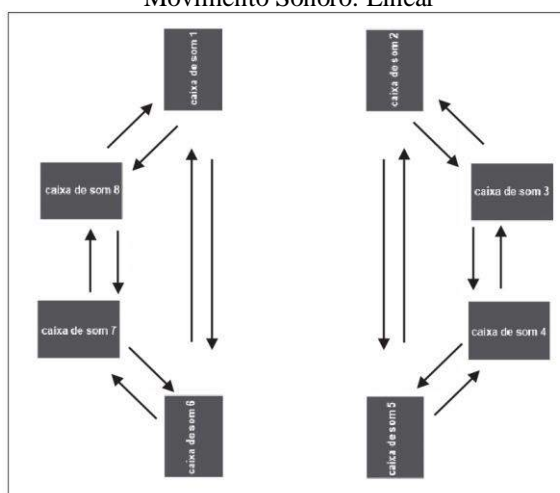 Movimento Sonoro: Linear
caixa de som 1
caixa de som 2
caixa de som 8
caixa de som 3
caixa de som 7
caixa de som 4
caixa de som 6
caixa de som 5